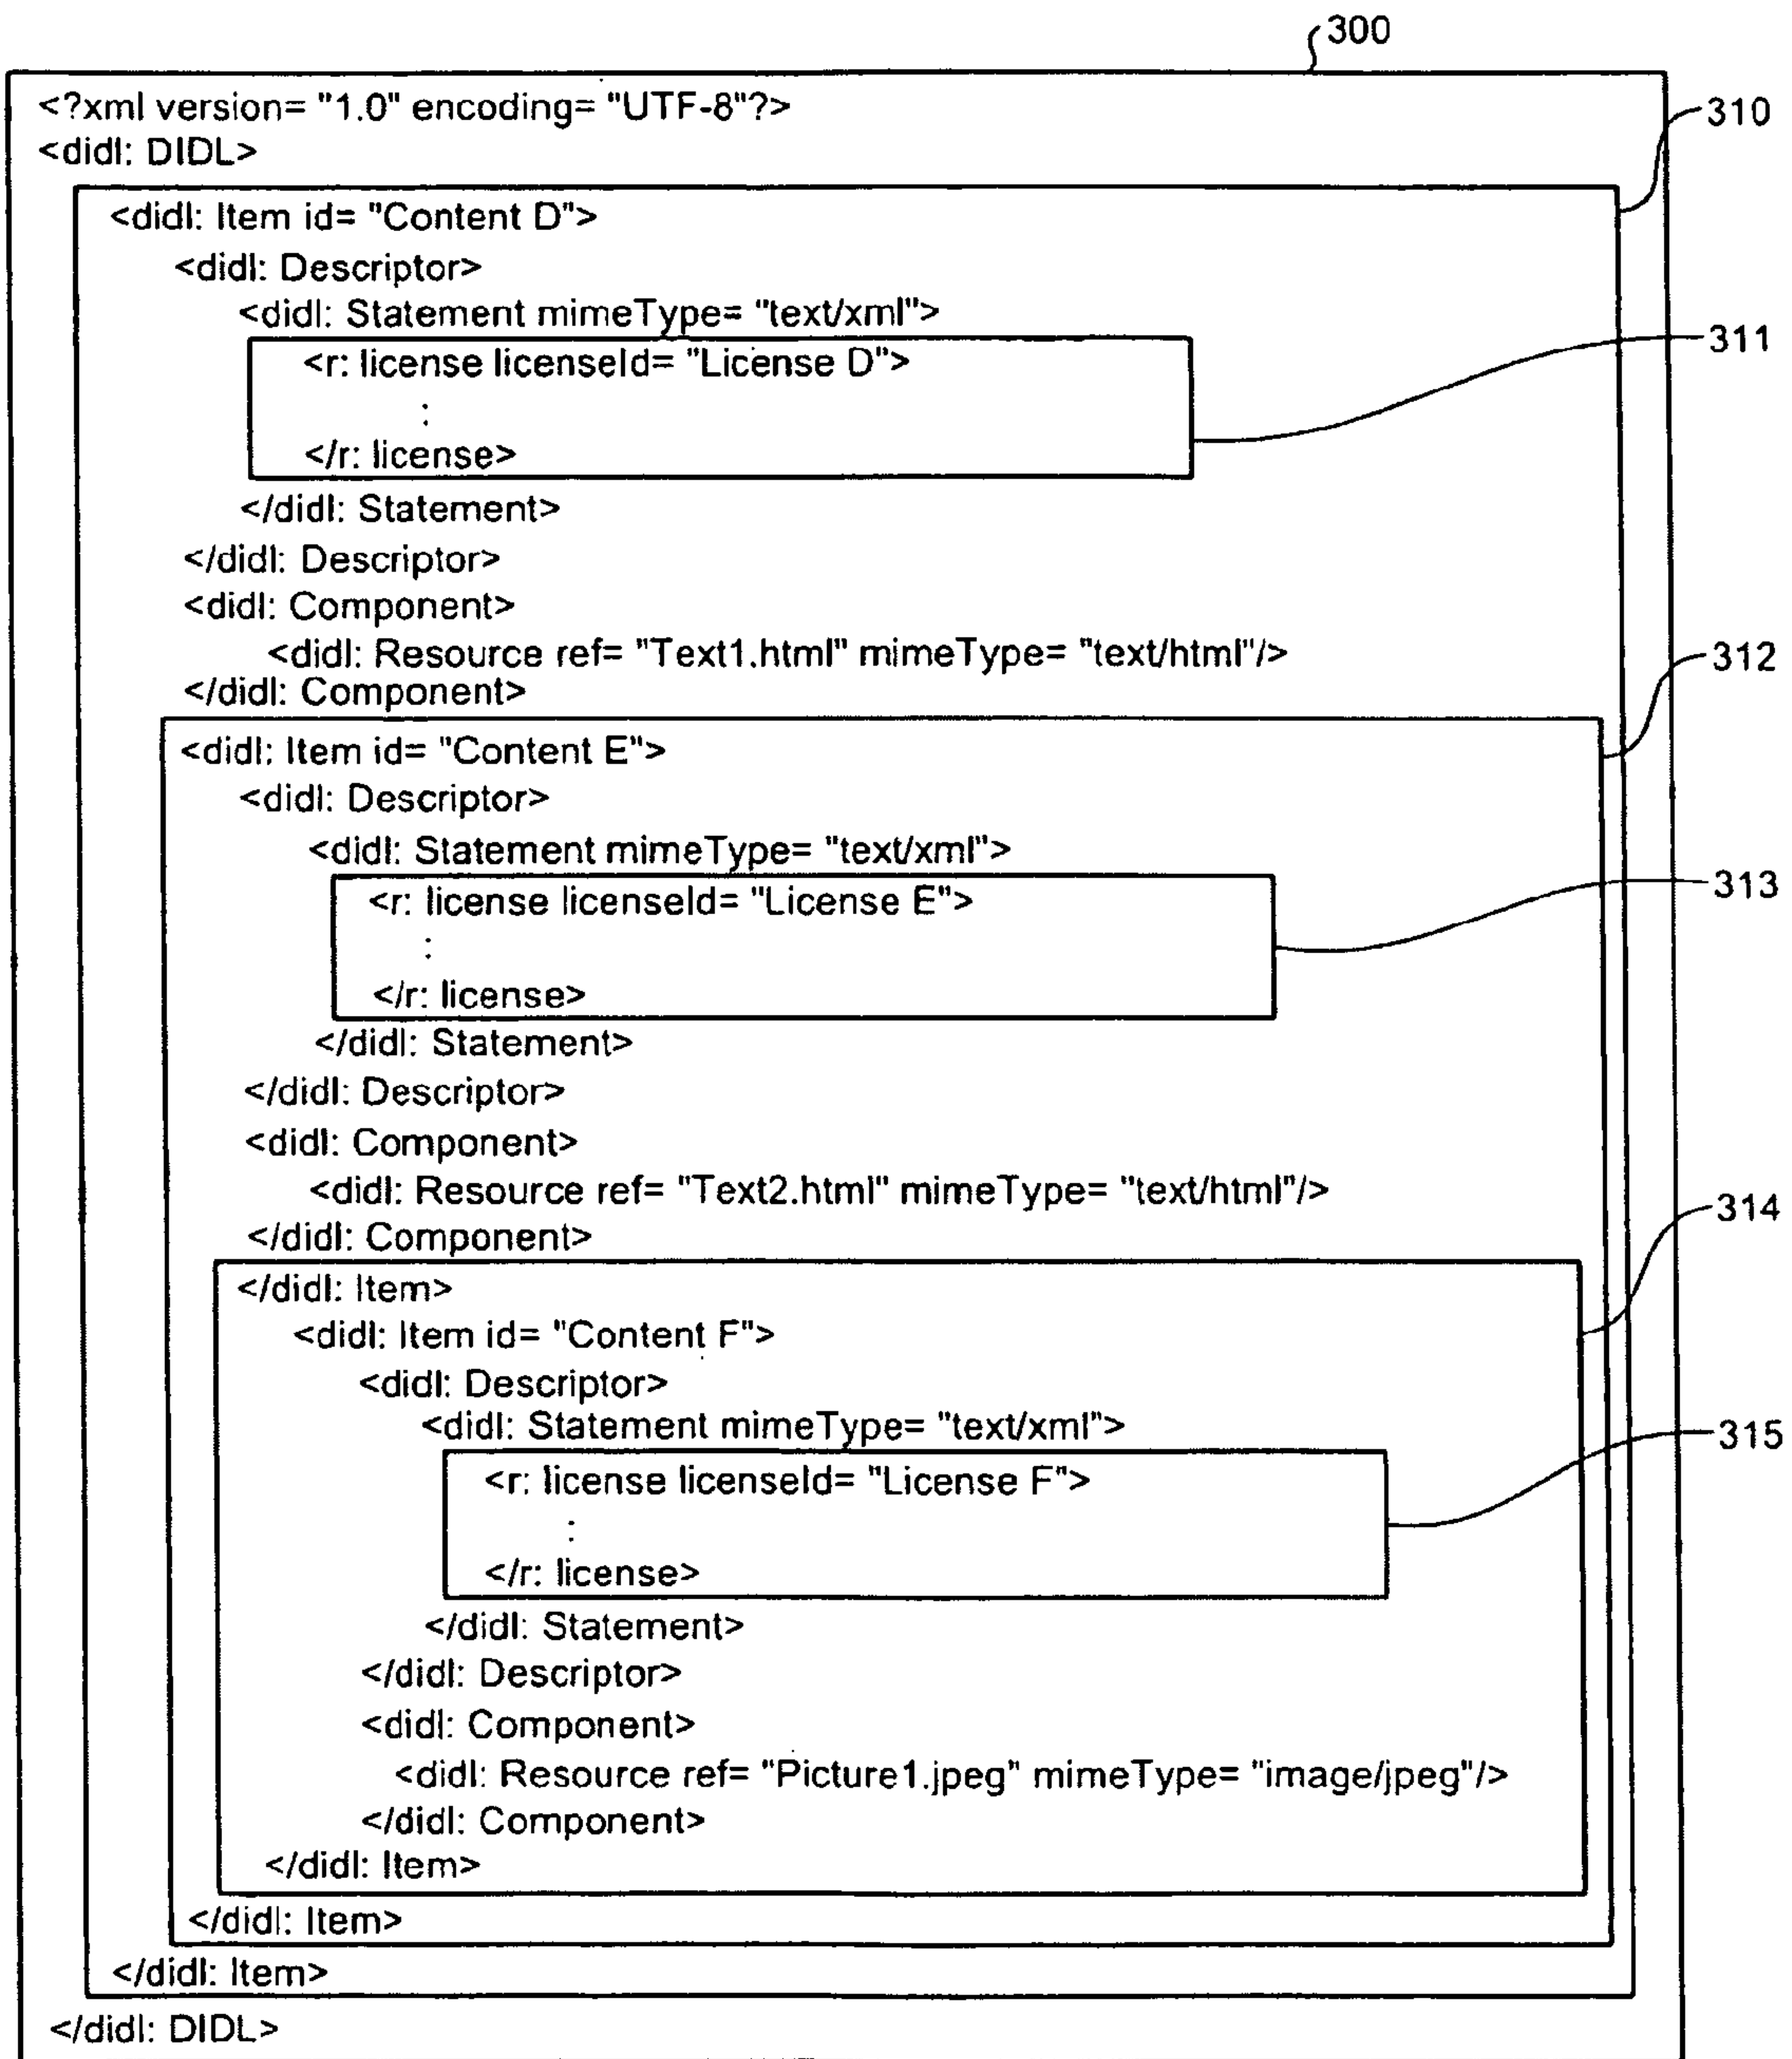 300
<?xml version= "1.0" encoding= "UTF-8"?>
310
<didl: DIDL>
<didl: Item id= "Content D">
<didl: Descriptor>
<didl: Statement mimeType= "text/xml">
311
<r: license licenseId= "License D">
:
</r: license>
</didl: Statement>
</didl: Descriptor>
<didl: Component>
<didl: Resource ref= "Text1.html" mimeType= "text/html"/>
312
</didl: Component>
<didl: Item id= "Content E">
<didl: Descriptor>
<didl: Statement mimeType= "text/xml">
313
<r: license licenseId= "License E">
:
</r: license>
</didl: Statement>
</didl: Descriptor>
<didl: Component>
<didl: Resource ref= "Text2.html" mimeType= "text/html"/>
314
</didl: Component>
</didl: Item>
<didl: Item id= "Content F">
<didl: Descriptor>
<didl: Statement mimeType= "text/xml">
315
<r: license licenseId= "License F">
:
</r: license>
</didl: Statement>
</didl: Descriptor>
<didl: Component>
<didl: Resource ref= "Picture1.jpeg" mimeType= "image/jpeg"/>
</didl: Component>
</didl: Item>
</didl: Item>
</didl: Item>
</didl: DIDL>